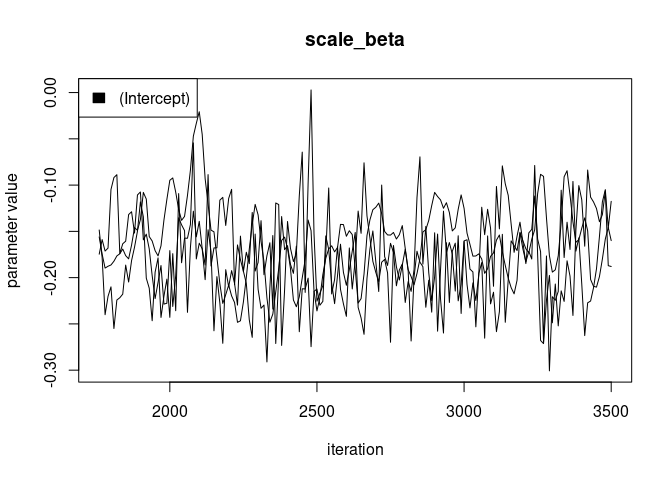 scale_beta
(Intercept)
parameter value
0.00
-0.10
-0.20
-0.30
2000 2500 3000 3500
iteration